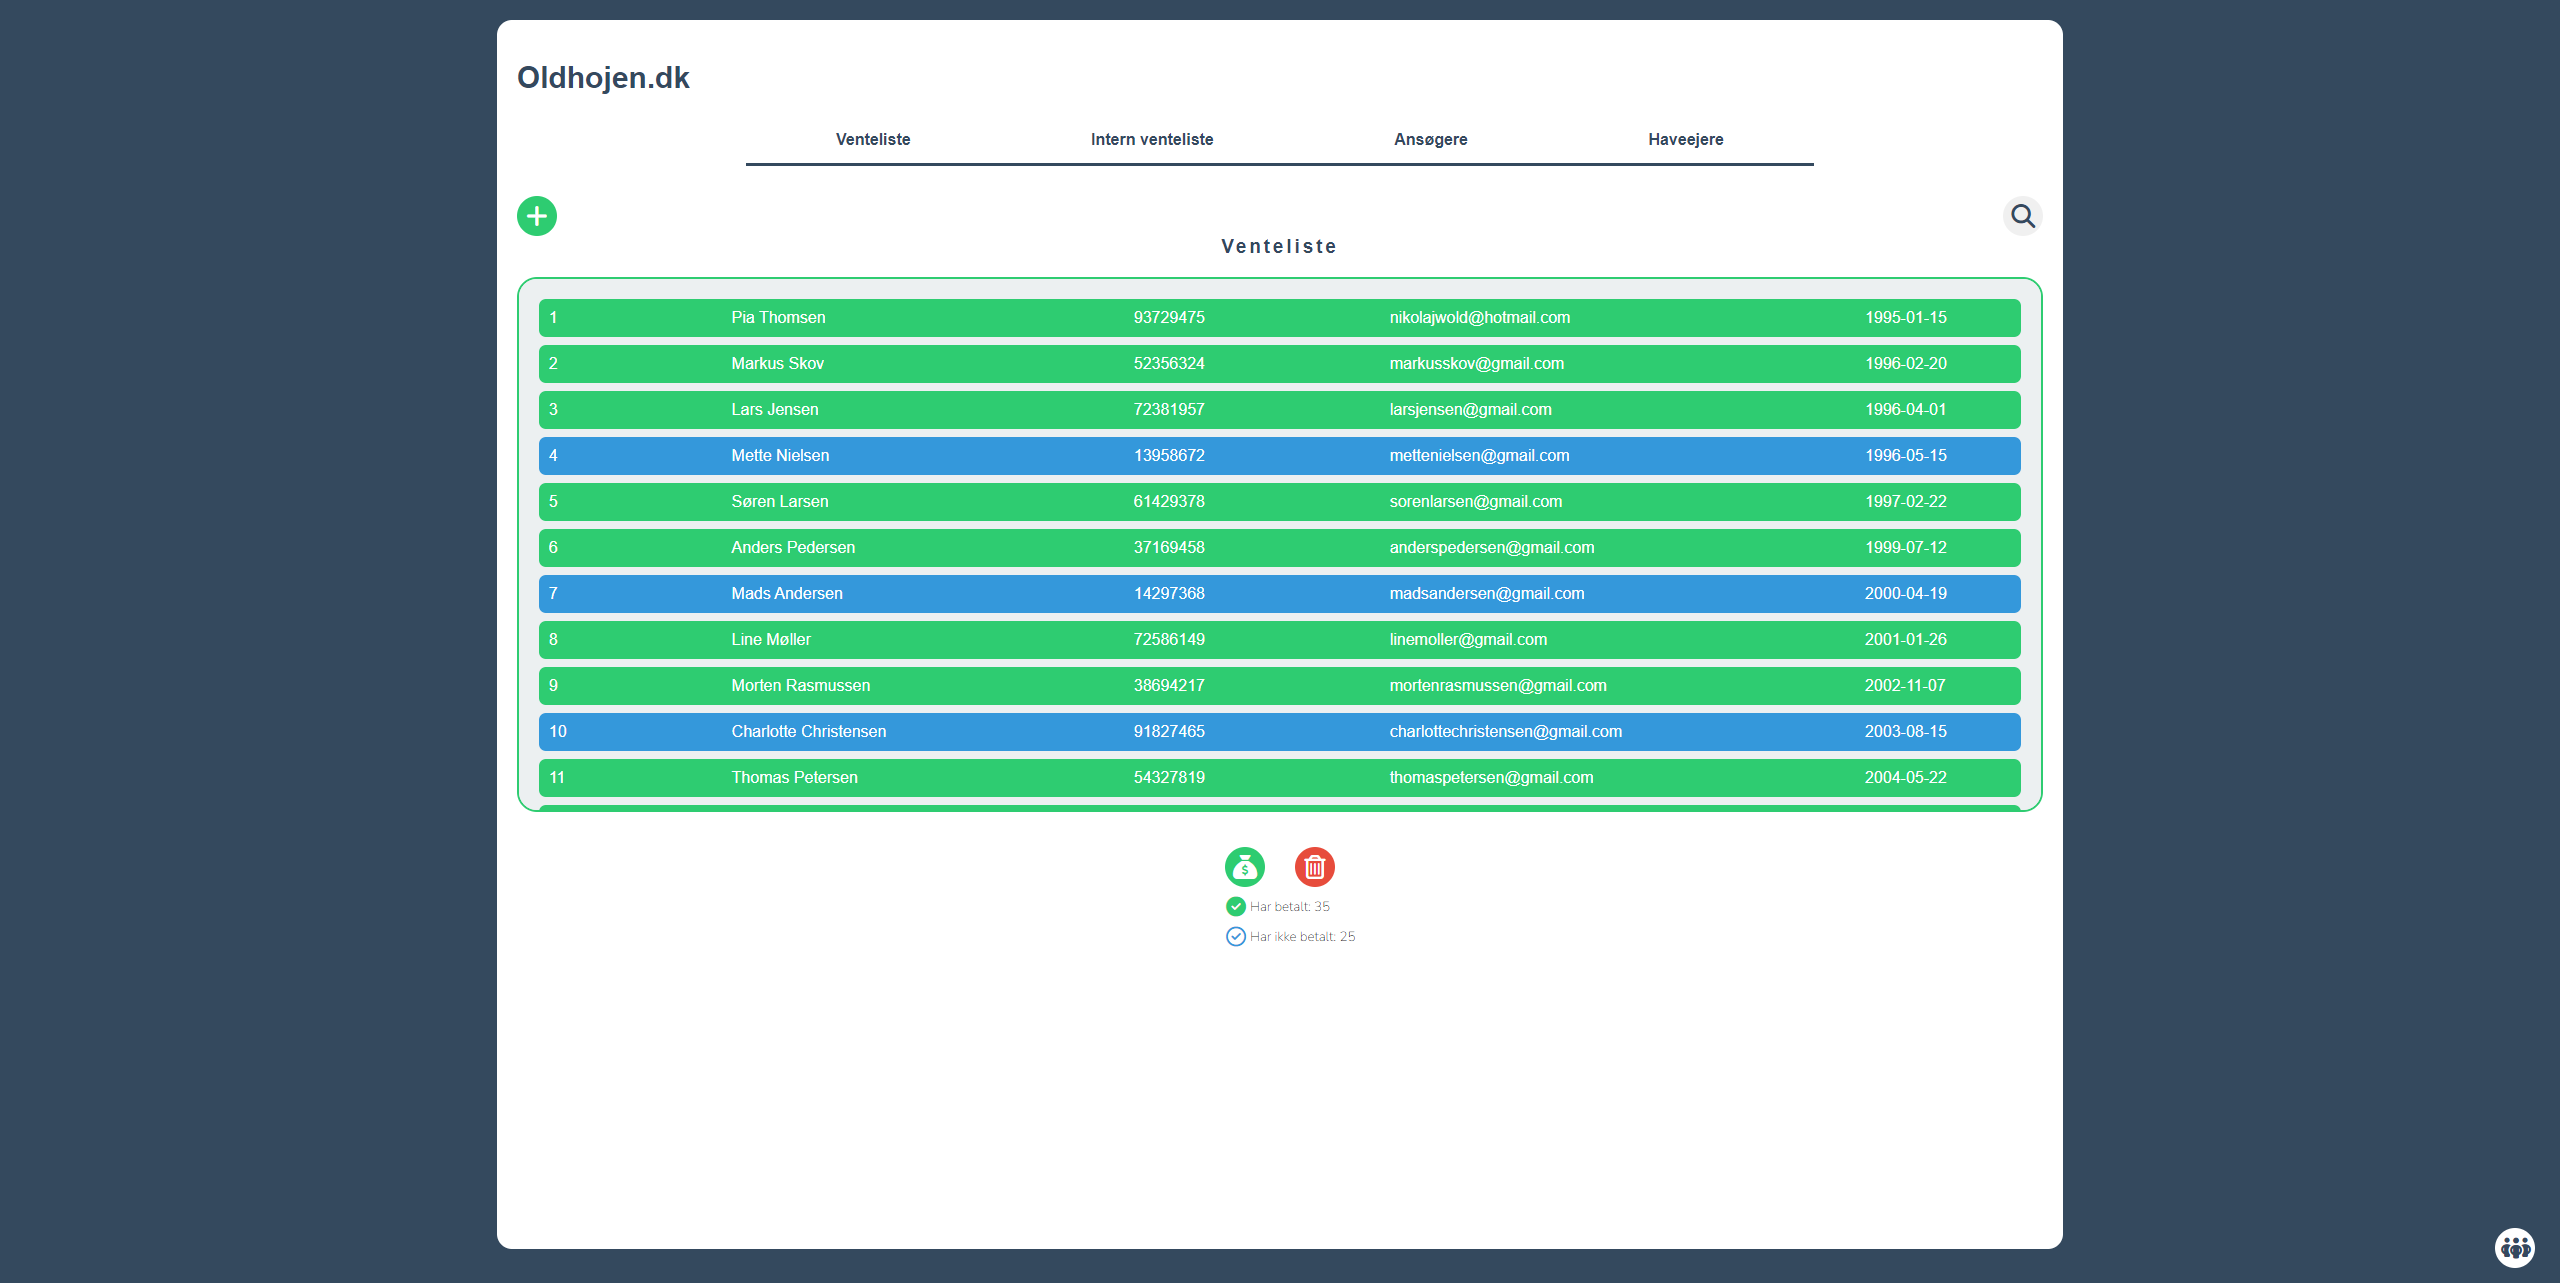 Oldhojen.dk
Venteliste Intern venteliste Ansøgere Haveejere
Venteliste
1 Pia Thomsen 93729475 nikolajwold@hotmail.com 1995-01-15
2 Markus Skov 52356324 markusskov@gmail.com 1996-02-20
3 Lars Jensen 72381957 larsjensen@gmail.com 1996-04-01
4 Mette Nielsen 13958672 mettenielsen@gmail.com 1996-05-15
5 Søren Larsen 61429378 sorenlarsen@gmail.com 1997-02-22
6 Anders Pedersen 37169458 anderspedersen@gmail.com 1999-07-12
7 Mads Andersen 14297368 madsandersen@gmail.com 2000-04-19
8 Line Møller 72586149 linemoller@gmail.com 2001-01-26
9 Morten Rasmussen 38694217 mortenrasmussen@gmail.com 2002-11-07
10 Charlotte Christensen 91827465 charlottechristensen@gmail.com 2003-08-15
11 Thomas Petersen 54327819 thomaspetersen@gmail.com 2004-05-22
Har betalt: 35
Har ikke betalt: 25